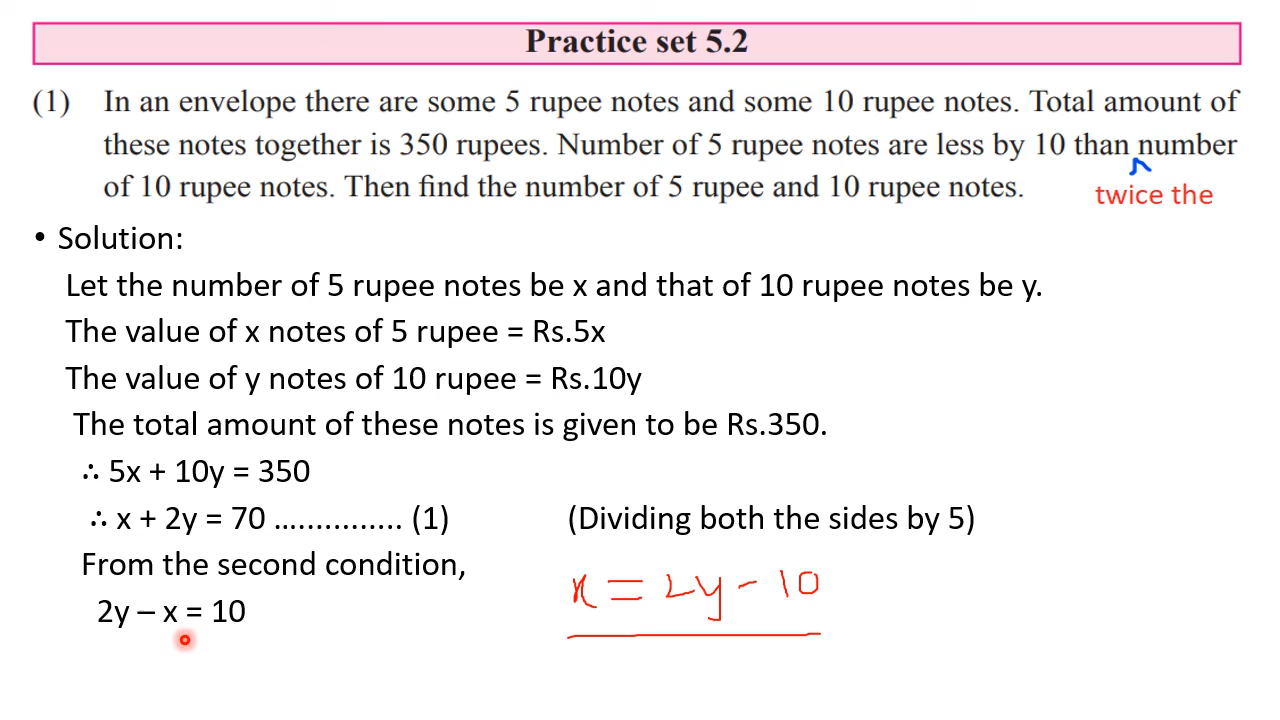 Practice set 5.2
(1) In an envelope there are some 5 rupee notes and some 10 rupee notes. Total amount of
these notes together is 350 rupees. Number of 5 rupee notes are less by 10 than number
of 10 rupee notes. Then find the number of 5 rupee and 10 rupee notes.
twice the
• Solution:
Let the number of 5 rupee notes be x and that of 10 rupee notes be y.
The value of x notes of 5 rupee = Rs.5x
The value of y notes of 10 rupee = Rs.10y
The total amount of these notes is given to be Rs.350.
∴ 5x + 10y = 350
∴ x + 2y = 70 ................ (1) (Dividing both the sides by 5)
From the second condition,
x = 2y - 10
2y – x = 10